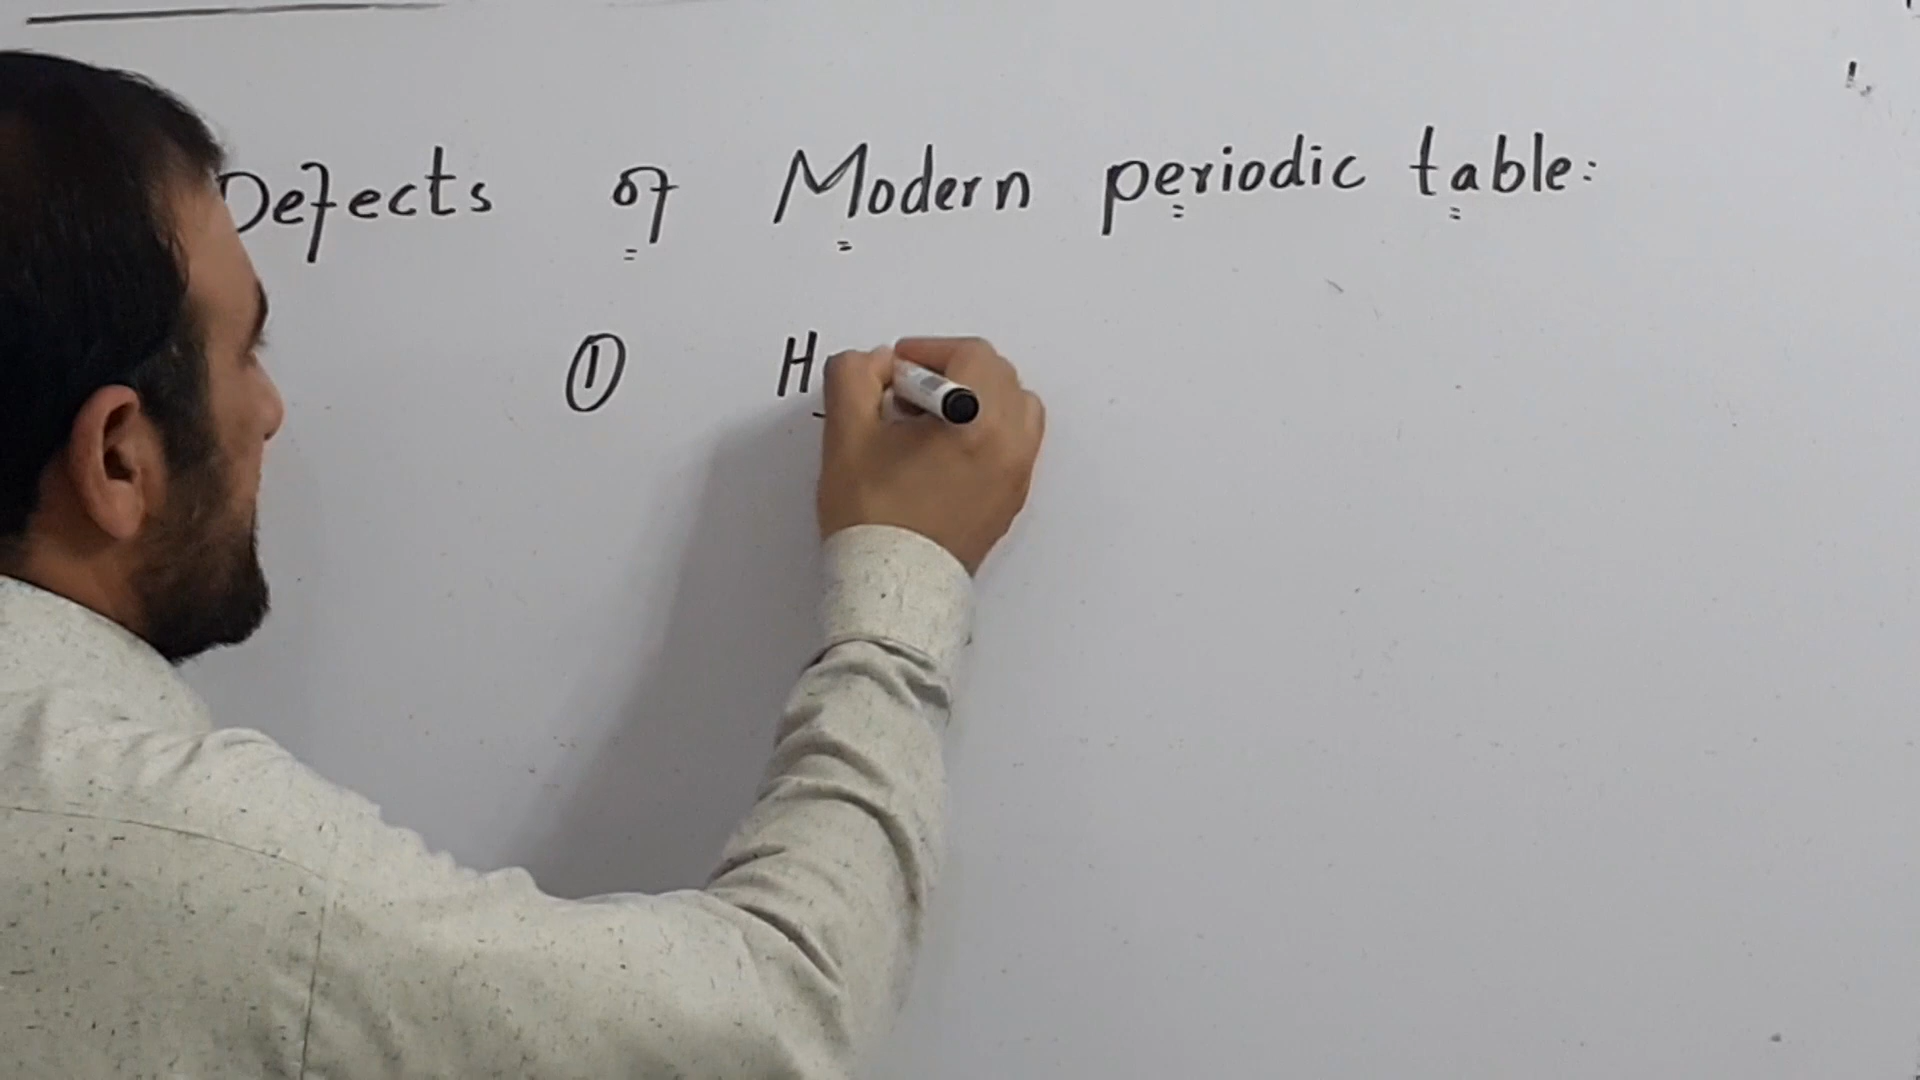 Defects of Modern periodic table:
① H